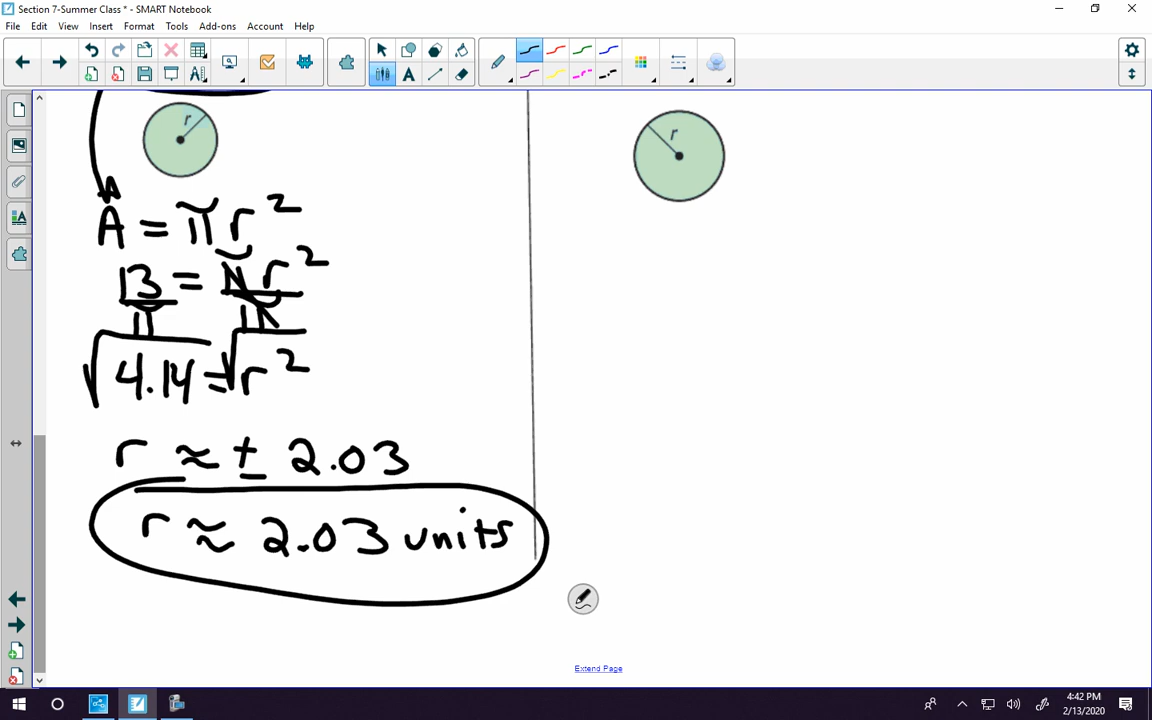 Section 7-Summer Class * - SMART Notebook
File Edit View Insert Format Tools Add-ons Account Help
r
A = πr²
13 = πr²
π π
√4.14 = √r²
r ≈ ± 2.03
r ≈ 2.03 units
r
Extend Page
4:42 PM
2/13/2020